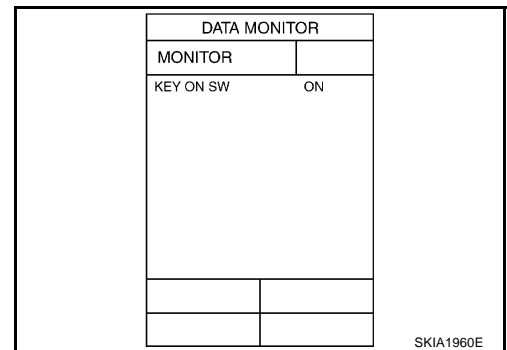 DATA MONITOR
MONITOR
KEY ON SW ON
SKIA1960E